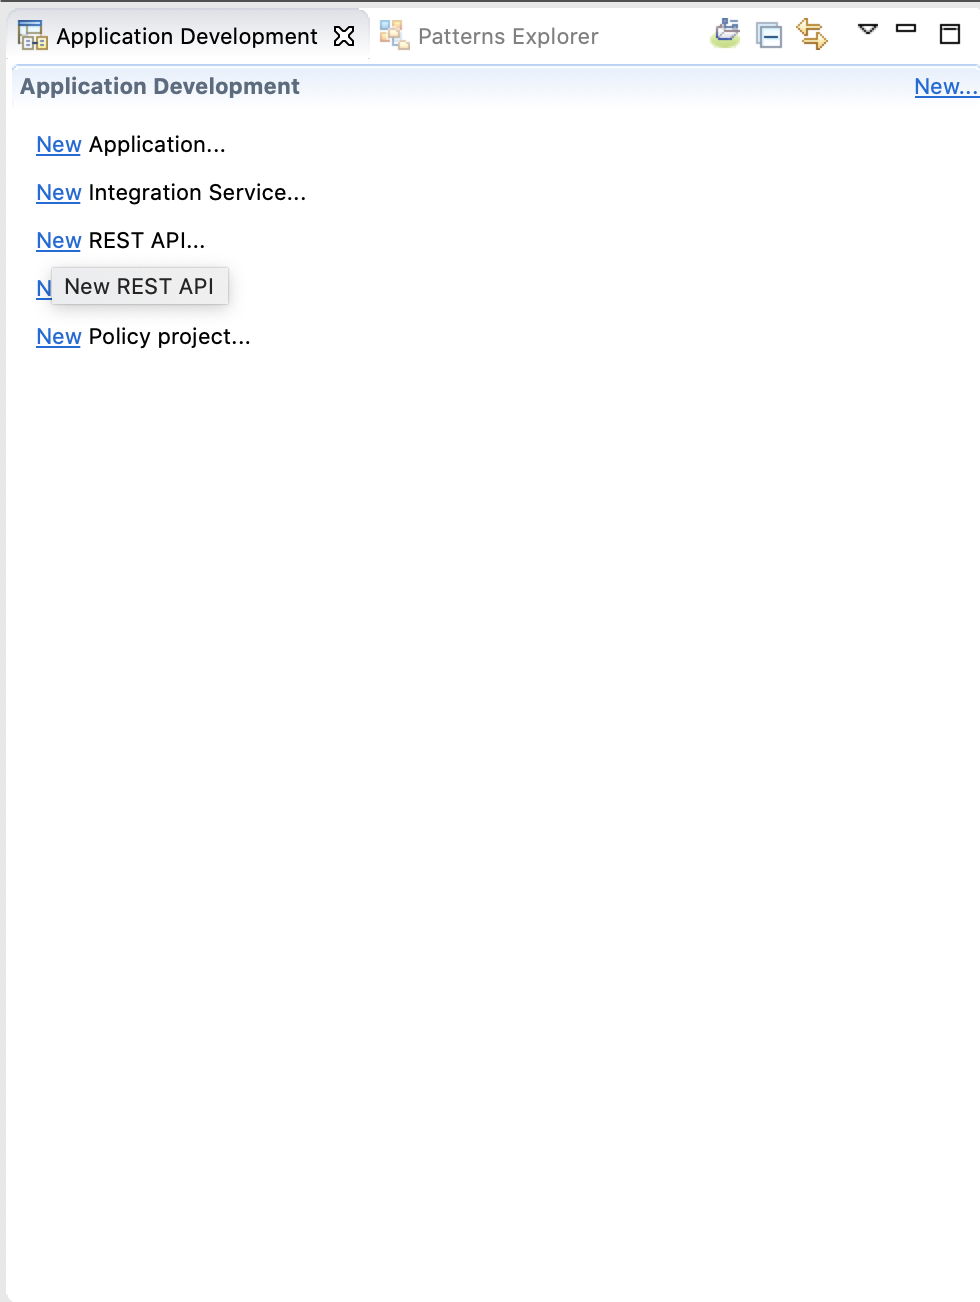 Application Development Patterns Explorer
Application Development New...
New Application...
New Integration Service...
New REST API...
New REST API
New Policy project...